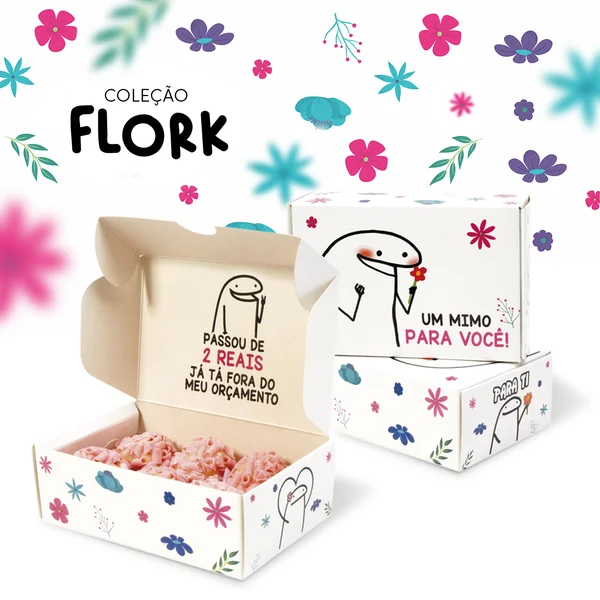 COLEÇÃO
FLORK
PASSOU DE
2 REAIS
JÁ TÁ FORA DO
MEU ORÇAMENTO
UM MIMO
PARA VOCÊ!
PARA TI